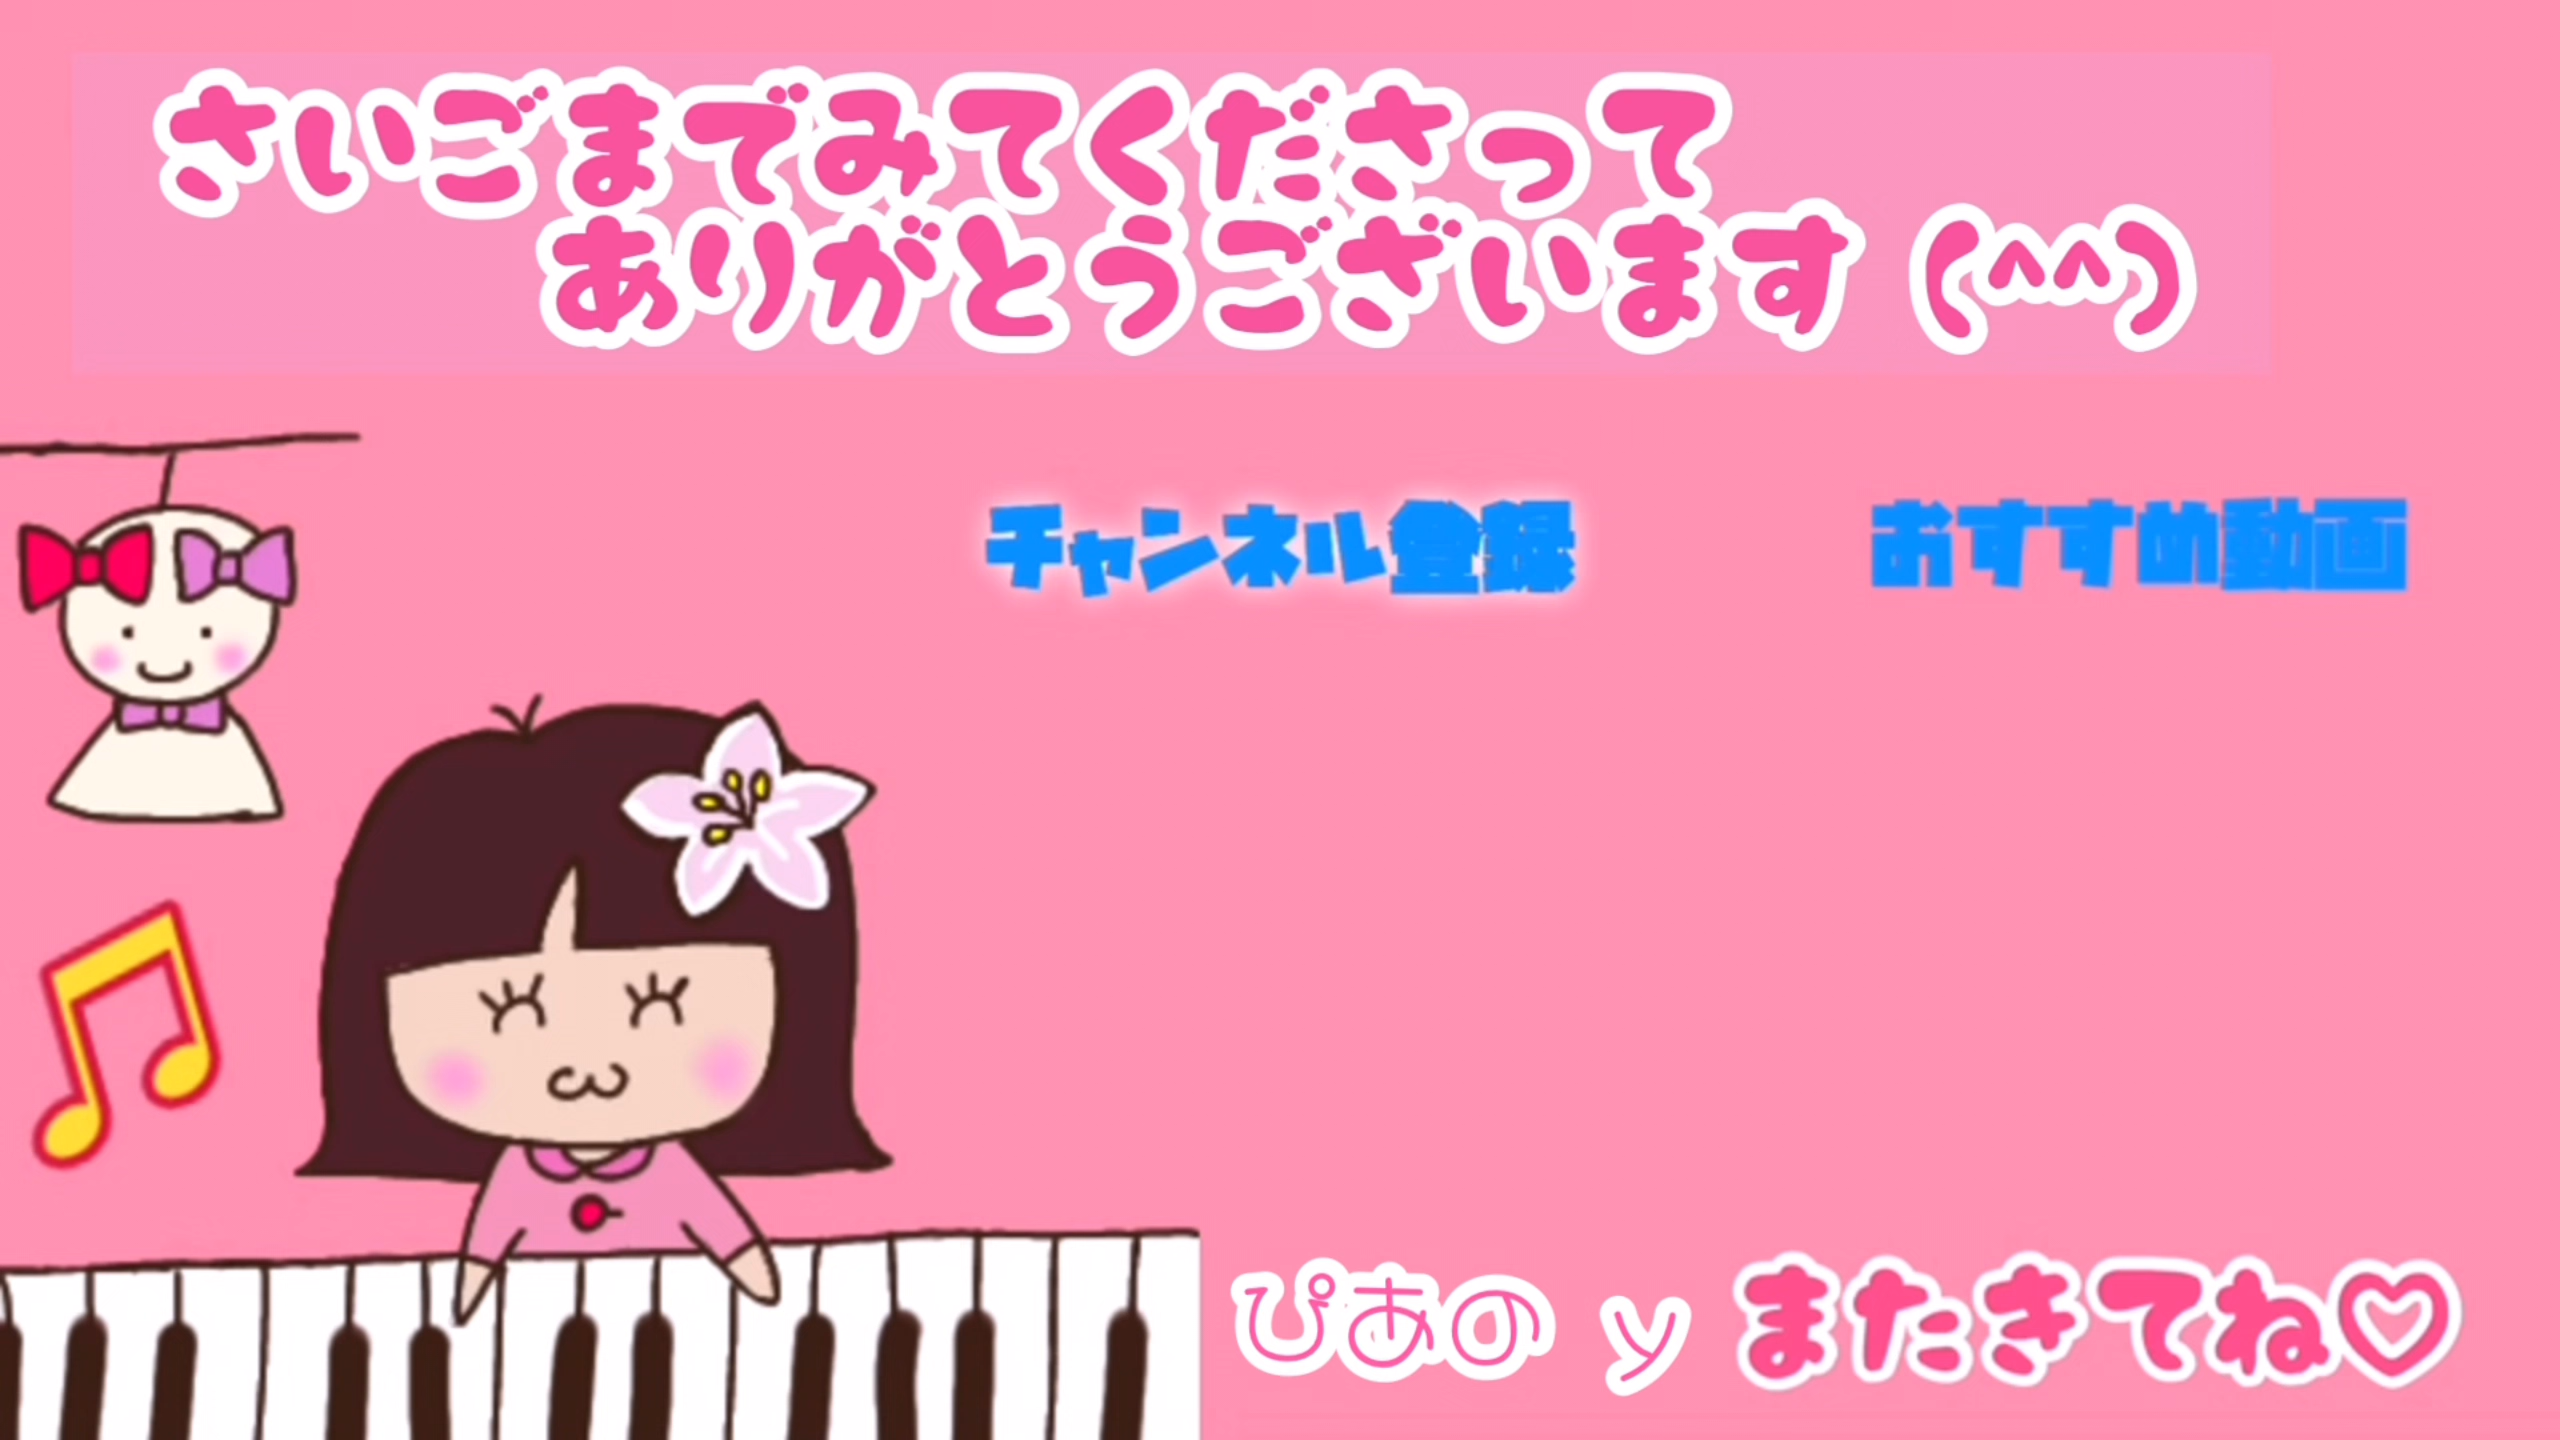 さいごまでみてくださって
ありがとうございます (^^)
チャンネル登録
おすすめ動画
ぴあの y またきてね♡